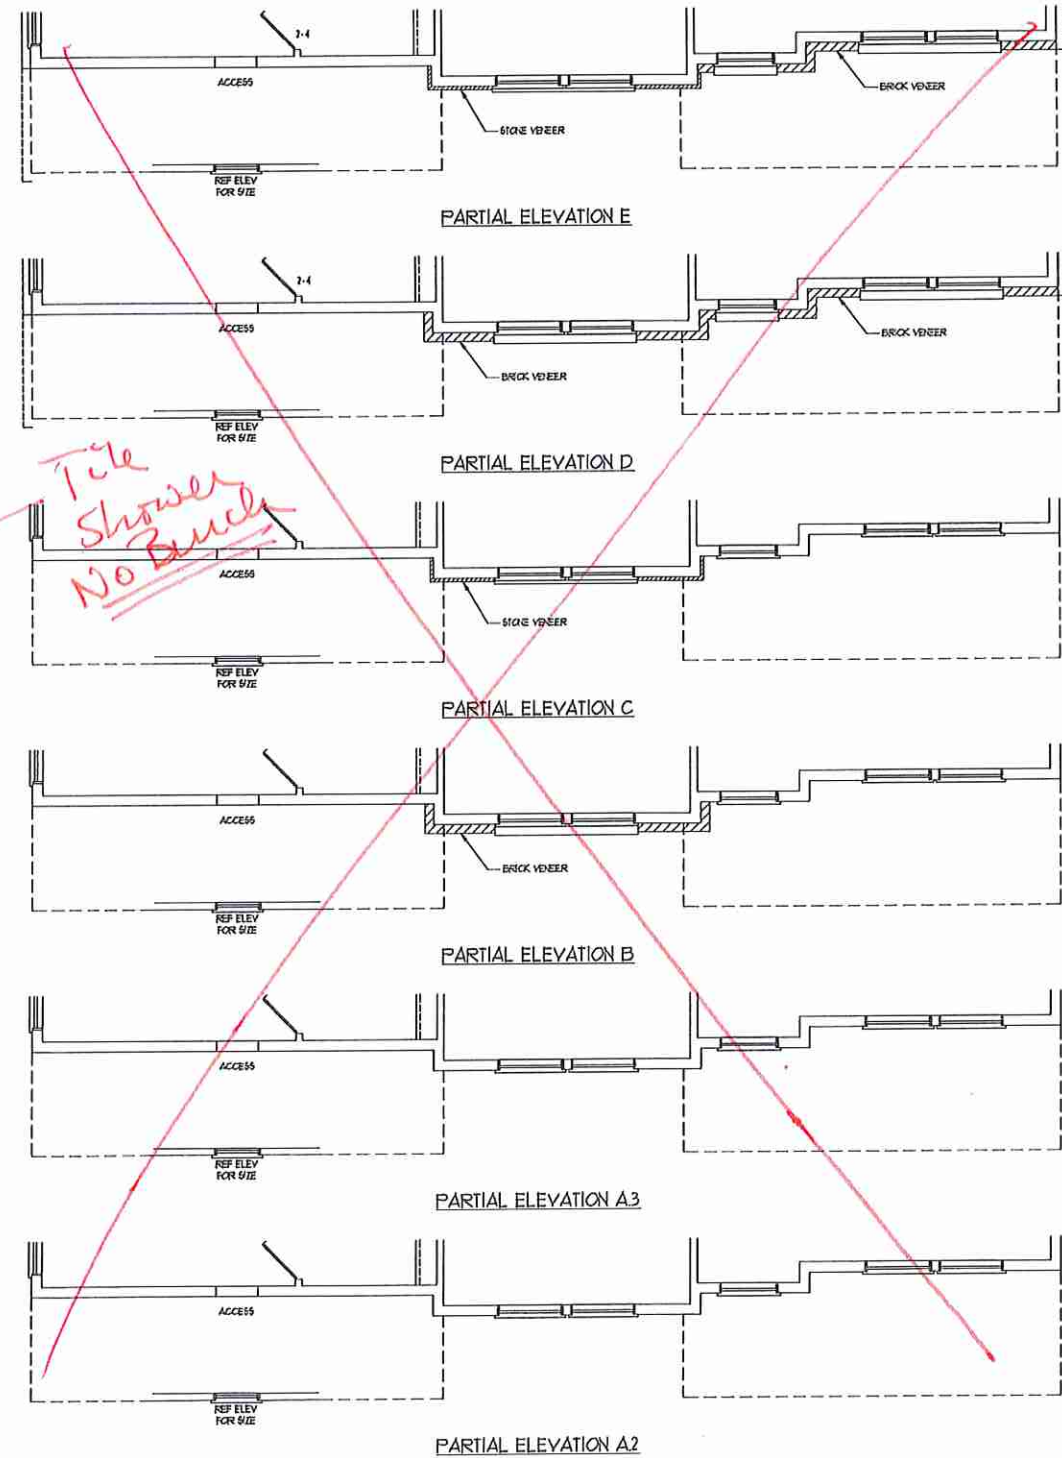 2-4
ACCESS
BRICK VENEER
STONE VENEER
REF ELEV
FOR SIZE
PARTIAL ELEVATION E
2-4
ACCESS
BRICK VENEER
BRICK VENEER
REF ELEV
FOR SIZE
PARTIAL ELEVATION D
Tile
Shower
No Bench
ACCESS
STONE VENEER
REF ELEV
FOR SIZE
PARTIAL ELEVATION C
ACCESS
BRICK VENEER
REF ELEV
FOR SIZE
PARTIAL ELEVATION B
ACCESS
REF ELEV
FOR SIZE
PARTIAL ELEVATION A.3
ACCESS
REF ELEV
FOR SIZE
PARTIAL ELEVATION A.2